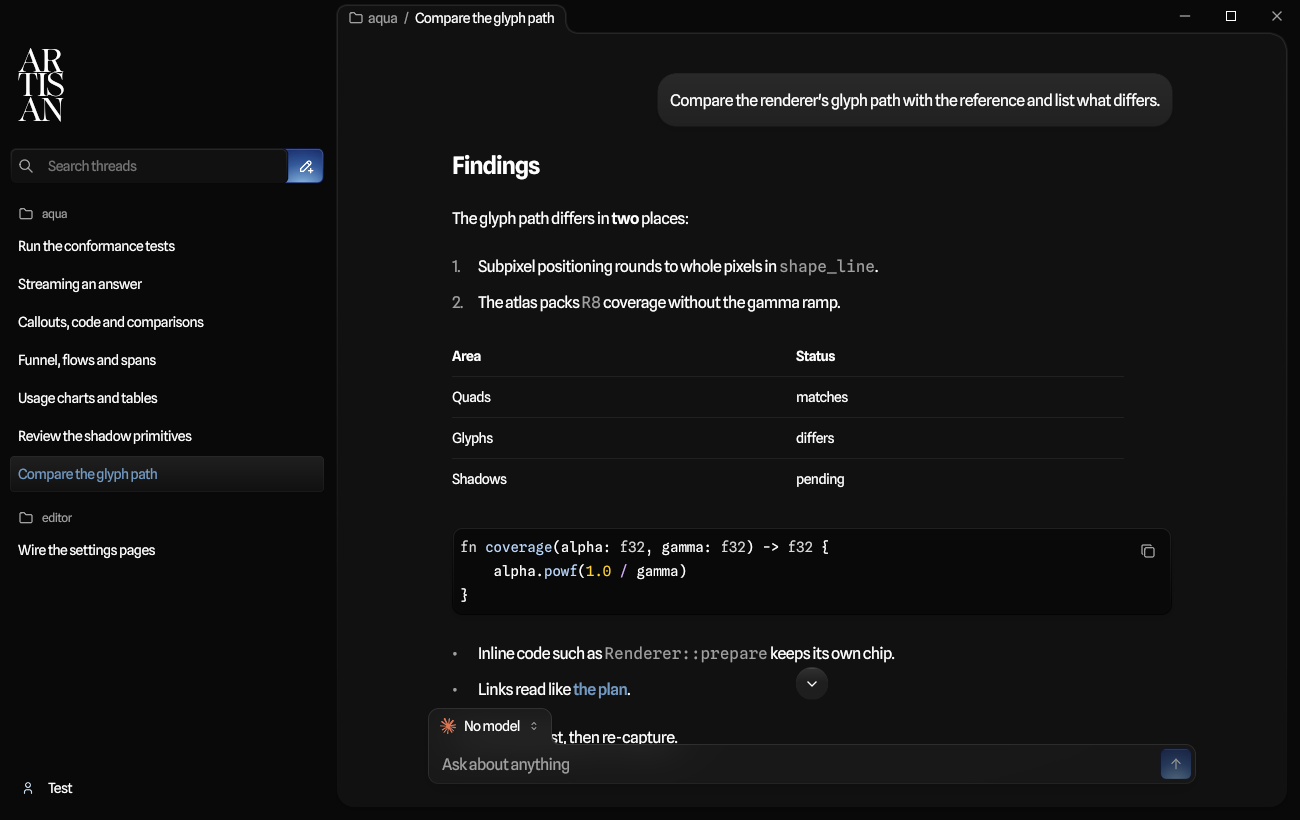 AR
TIS
AN
Search threads
aqua
Run the conformance tests
Streaming an answer
Callouts, code and comparisons
Funnel, flows and spans
Usage charts and tables
Review the shadow primitives
Compare the glyph path
editor
Wire the settings pages
Test
aqua / Compare the glyph path
Compare the renderer's glyph path with the reference and list what differs.
Findings
The glyph path differs in two places:
1. Subpixel positioning rounds to whole pixels in shape_line.
2. The atlas packs R8 coverage without the gamma ramp.
Area Status
Quads matches
Glyphs differs
Shadows pending
fn coverage(alpha: f32, gamma: f32) -> f32 {
    alpha.powf(1.0 / gamma)
}
• Inline code such as Renderer::prepare keeps its own chip.
• Links read like the plan.
then re-capture.
No model
Ask about anything